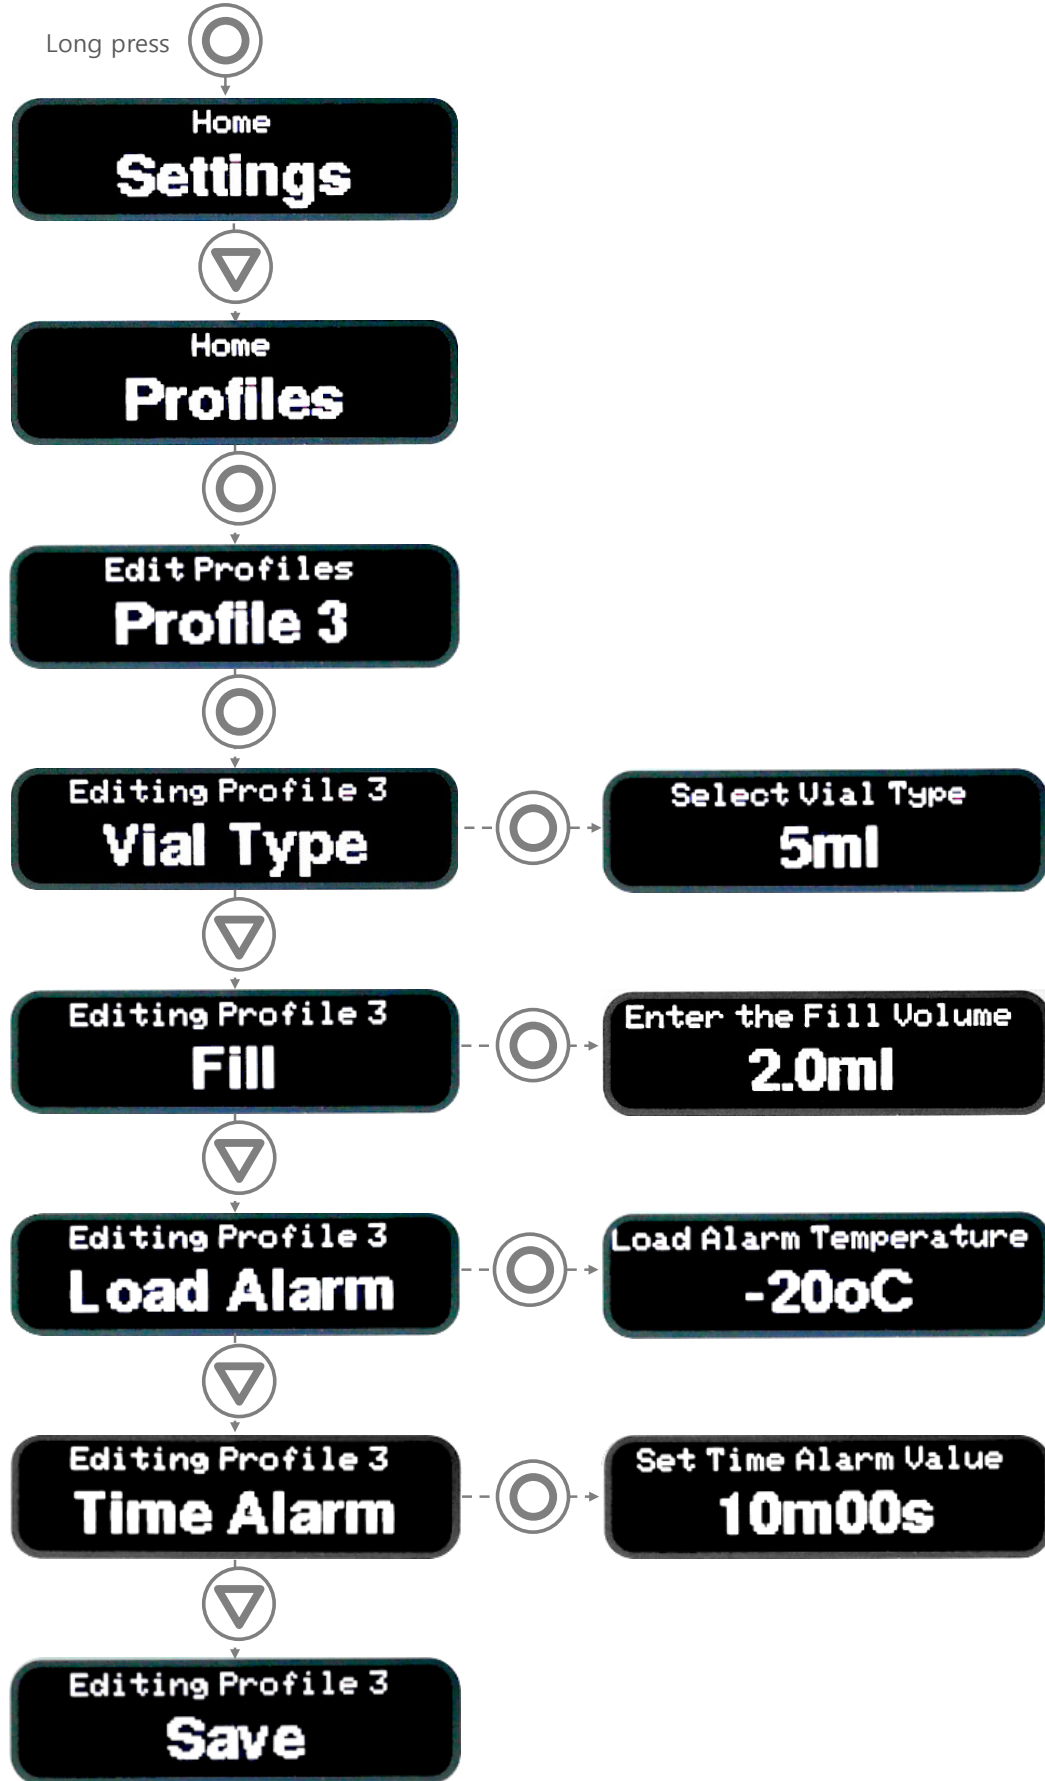 Long press
Home
Settings
Home
Profiles
Edit Profiles
Profile 3
Editing Profile 3
Vial Type
Select Vial Type
5ml
Editing Profile 3
Fill
Enter the Fill Volume
2.0ml
Editing Profile 3
Load Alarm
Load Alarm Temperature
-20oC
Editing Profile 3
Time Alarm
Set Time Alarm Value
10m00s
Editing Profile 3
Save